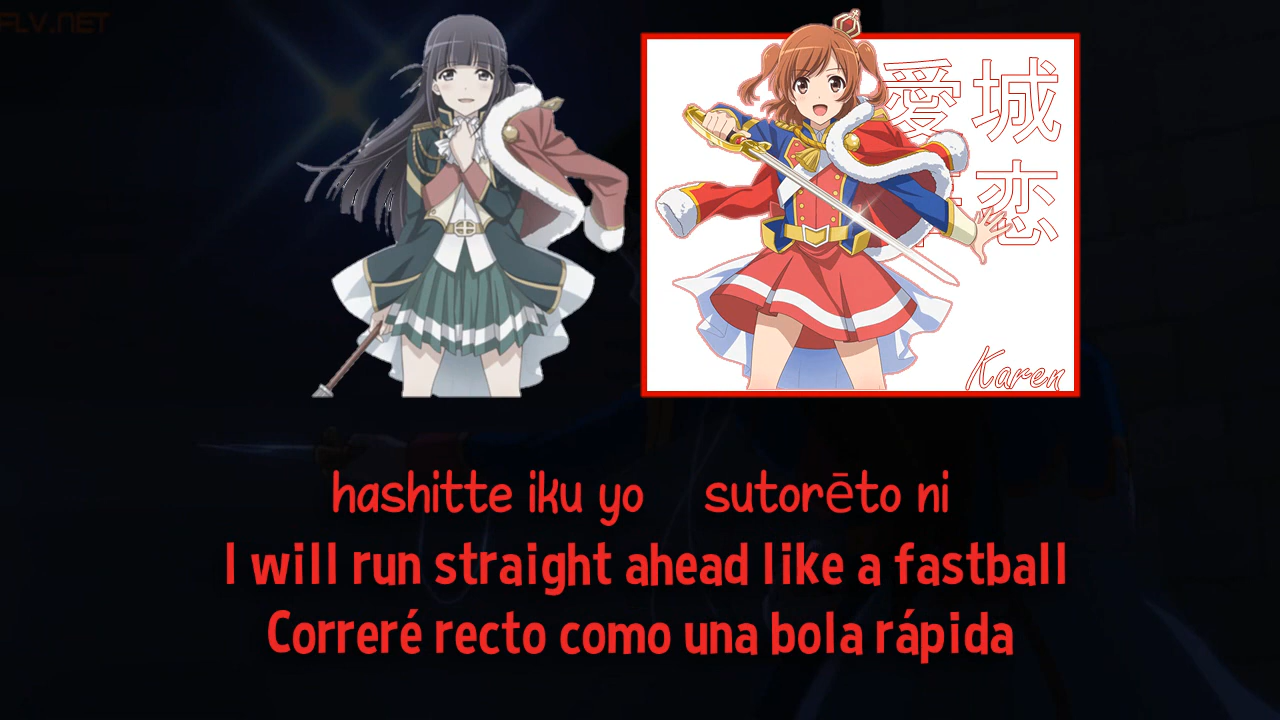 FLV.NET
愛城
恋
Karen
hashitte iku yo sutorēto ni
I will run straight ahead like a fastball
Correré recto como una bola rápida